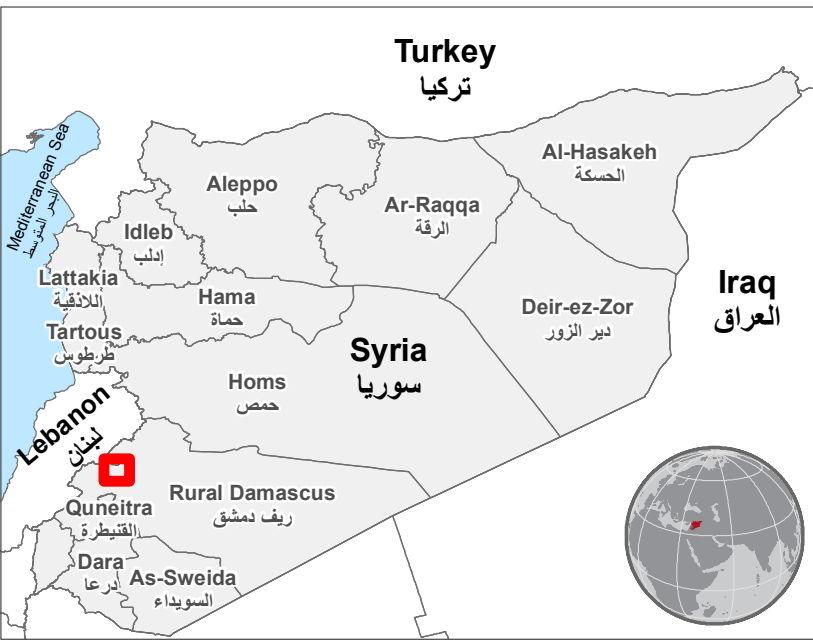 Turkey
تركيا
Mediterranean Sea
البحر المتوسط
Al-Hasakeh
الحسكة
Aleppo
حلب
Ar-Raqqa
الرقة
Idleb
إدلب
Lattakia
اللاذقية
Hama
حماة
Iraq
العراق
Deir-ez-Zor
دير الزور
Tartous
طرطوس
Syria
سوريا
Homs
حمص
Lebanon
لبنان
Rural Damascus
ريف دمشق
Quneitra
القنيطرة
Dara
درعا
As-Sweida
السويداء